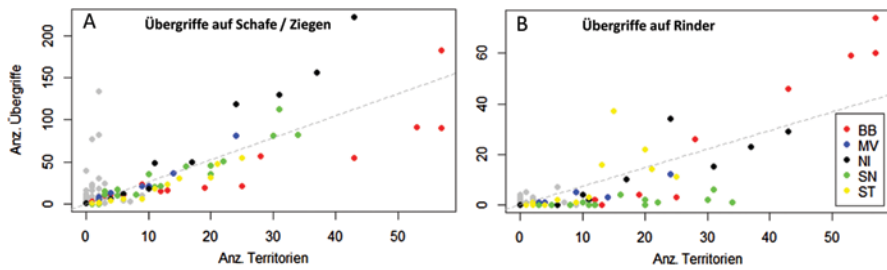 A
Übergriffe auf Schafe / Ziegen
Anz. Übergriffe
0 50 100 150 200
0 10 20 30 40 50
Anz. Territorien
B
Übergriffe auf Rinder
0 20 40 60
0 10 20 30 40 50
Anz. Territorien
BB
MV
NI
SN
ST